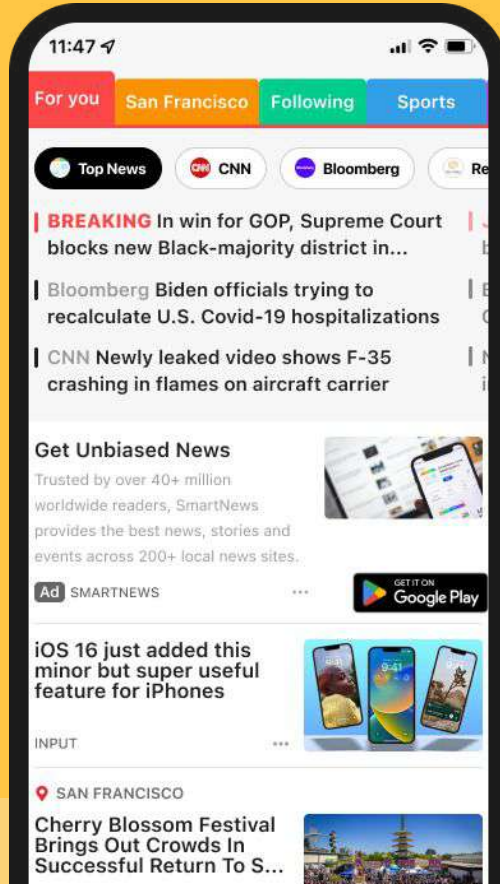 11:47
For you San Francisco Following Sports
Top News CNN CNN Bloomberg Re
BREAKING In win for GOP, Supreme Court
blocks new Black-majority district in...
Bloomberg Biden officials trying to
recalculate U.S. Covid-19 hospitalizations
CNN Newly leaked video shows F-35
crashing in flames on aircraft carrier
Get Unbiased News
Trusted by over 40+ million
worldwide readers, SmartNews
provides the best news, stories and
events across 200+ local news sites.
Ad SMARTNEWS ...
GET IT ON
Google Play
iOS 16 just added this
minor but super useful
feature for iPhones
9:41
INPUT ...
SAN FRANCISCO
Cherry Blossom Festival
Brings Out Crowds In
Successful Return To S...